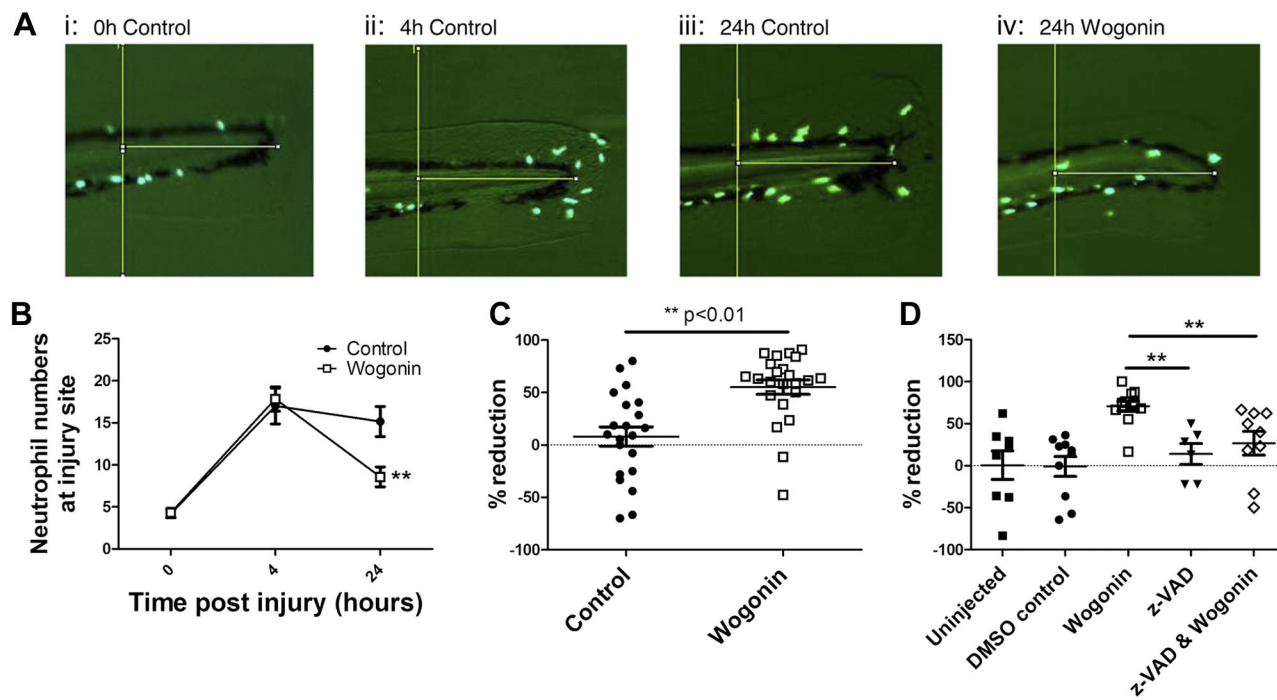 A
i: 0h Control
ii: 4h Control
iii: 24h Control
iv: 24h Wogonin
B
Neutrophil numbers
at injury site
25
20
15
10
5
0
Control
Wogonin
**
0
4
24
Time post injury (hours)
C
** p<0.01
% reduction
100
50
0
-50
-100
Control
Wogonin
D
**
**
% reduction
150
100
50
0
-50
-100
Uninjected
DMSO control
Wogonin
z-VAD
z-VAD & Wogonin